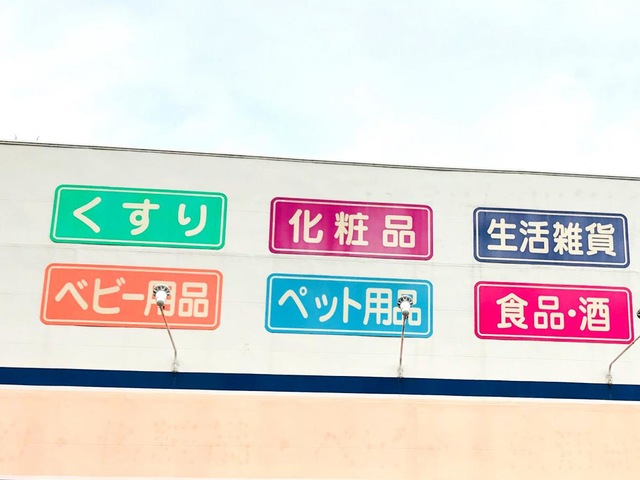 くすり
化粧品
生活雑貨
ベビー用品
ペット用品
食品・酒